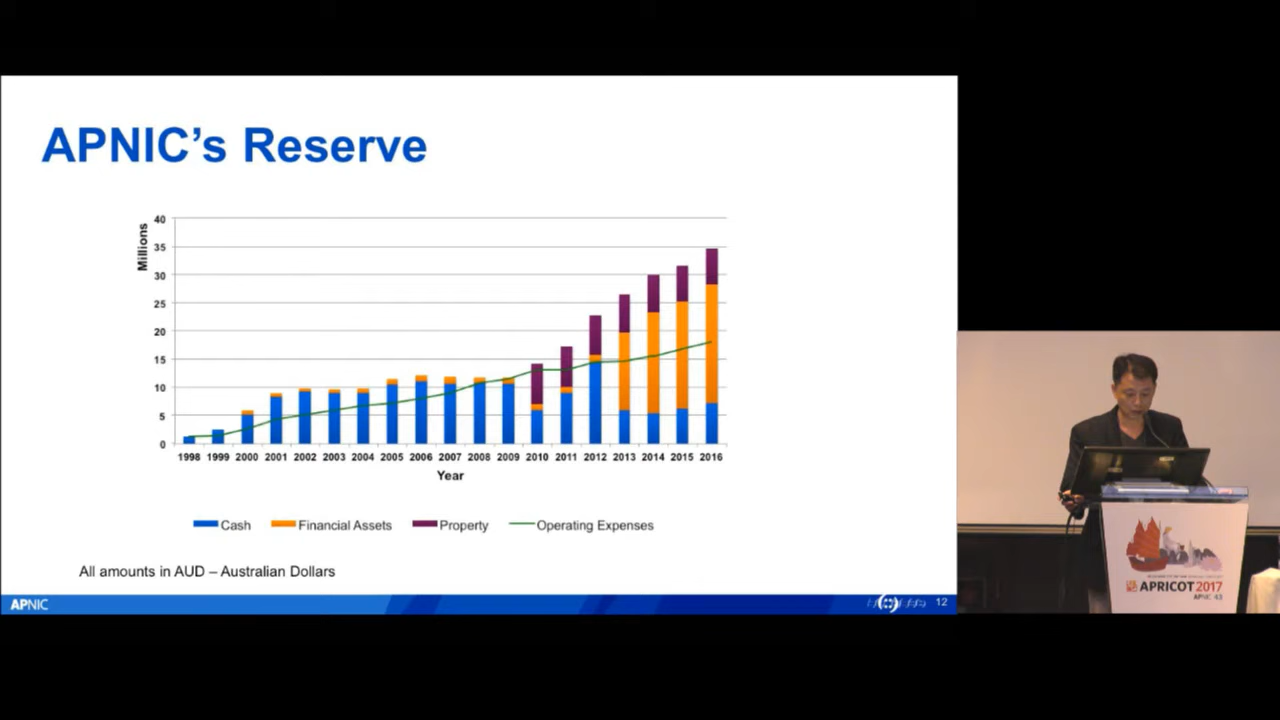 APNIC's Reserve
Millions
40
35
30
25
20
15
10
5
0
1998 1999 2000 2001 2002 2003 2004 2005 2006 2007 2008 2009 2010 2011 2012 2013 2014 2015 2016
Year
Cash Financial Assets Property Operating Expenses
All amounts in AUD – Australian Dollars
APNIC
12
APRICOT 2017
APNIC 43